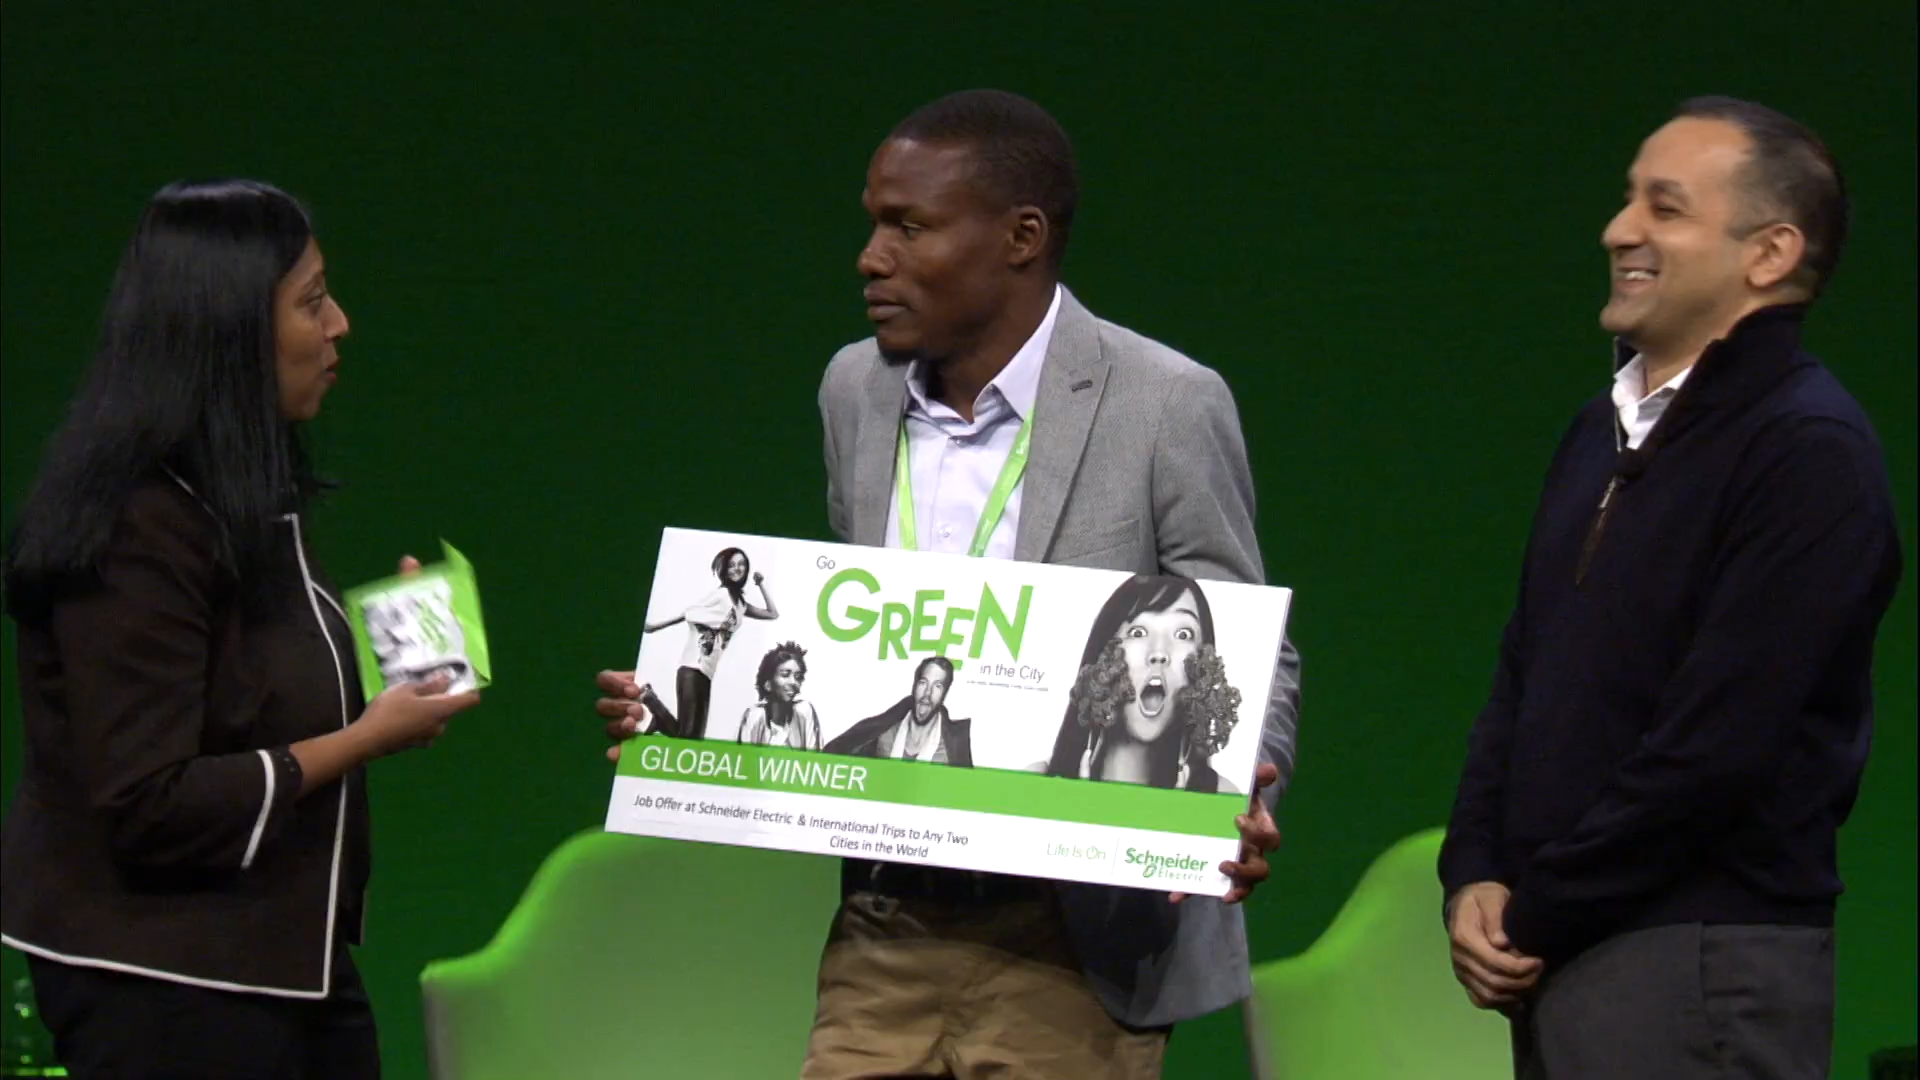 Go
GREEN
in the City
GLOBAL WINNER
Job Offer at Schneider Electric & International Trips to Any Two
Cities in the World
Life Is On
Schneider
Electric